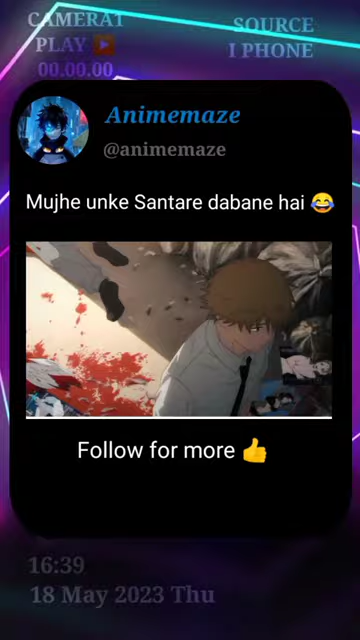 CAMERA1
PLAY ▶️
00.00.00
SOURCE
I PHONE
Animemaze
@animemaze
Mujhe unke Santare dabane hai 😂
Follow for more 👍
16:39
18 May 2023 Thu